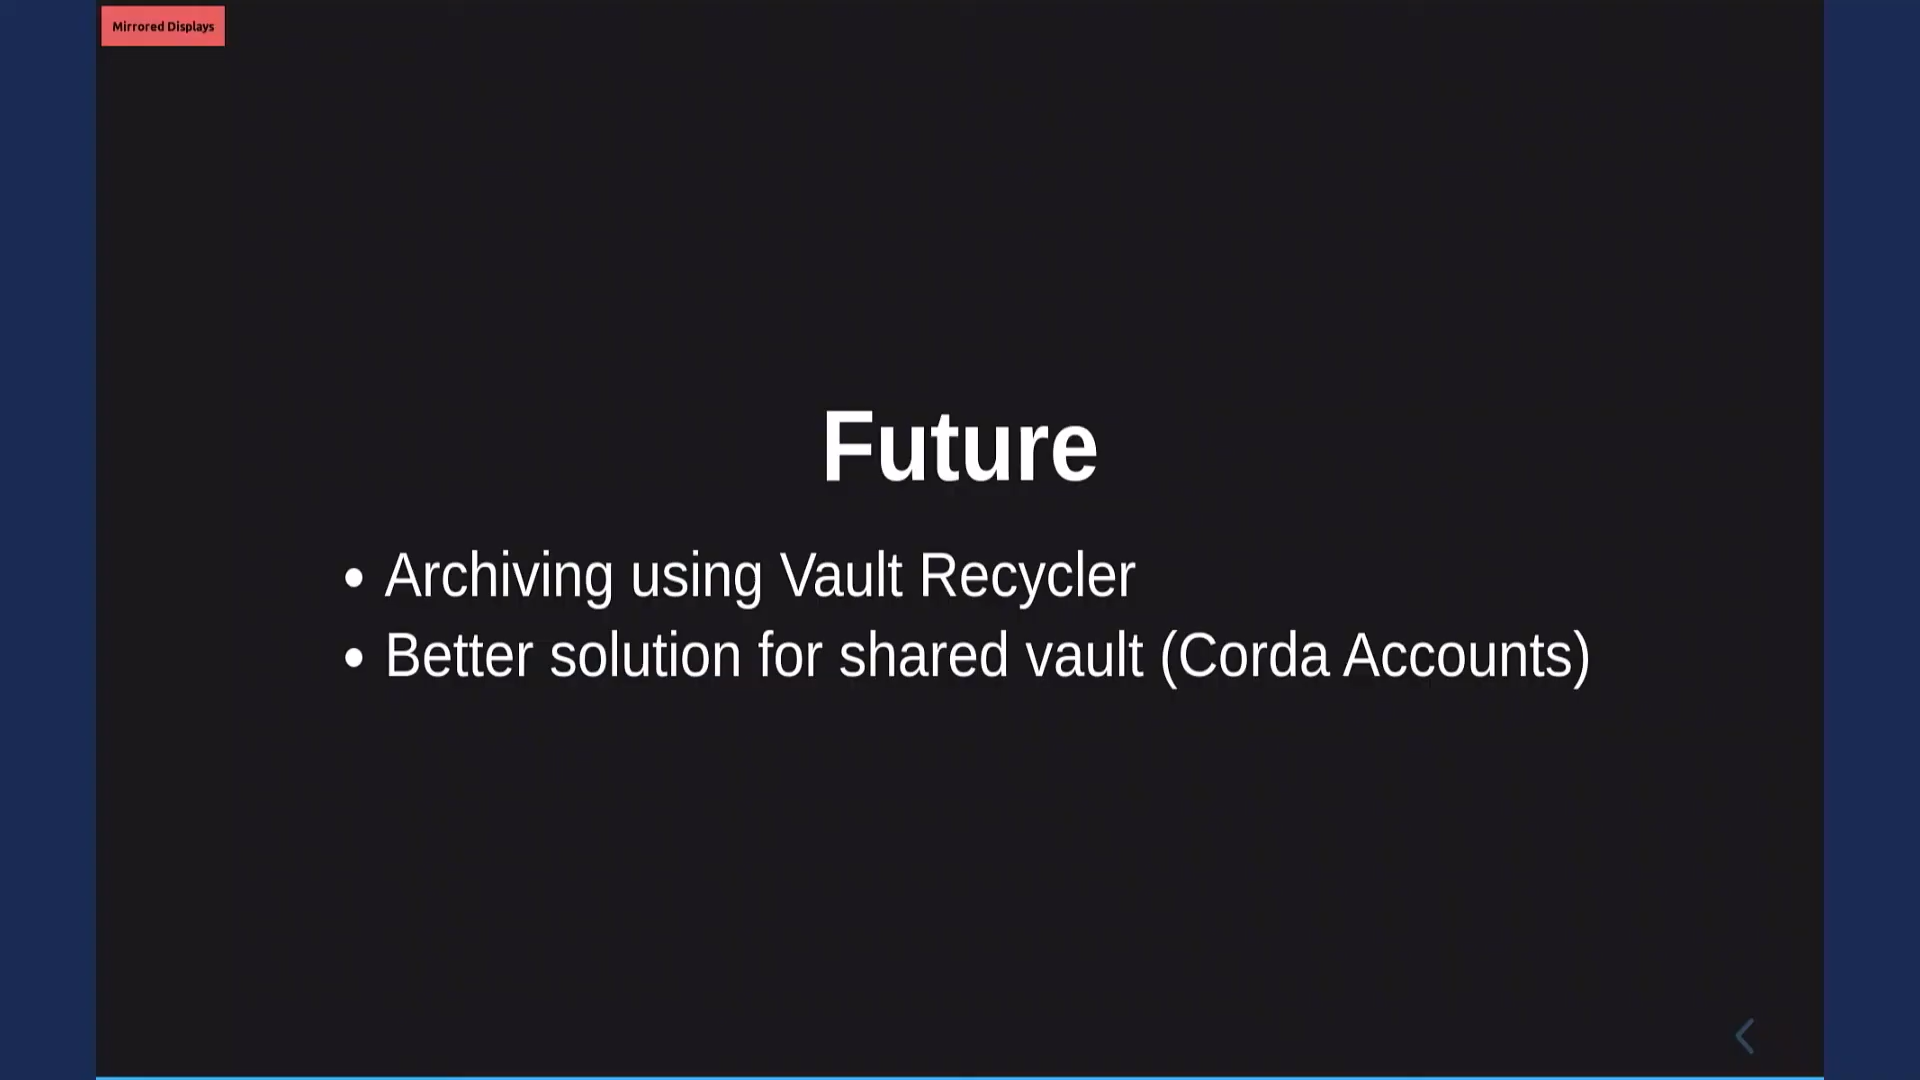 Mirrored Displays
Future
• Archiving using Vault Recycler
• Better solution for shared vault (Corda Accounts)